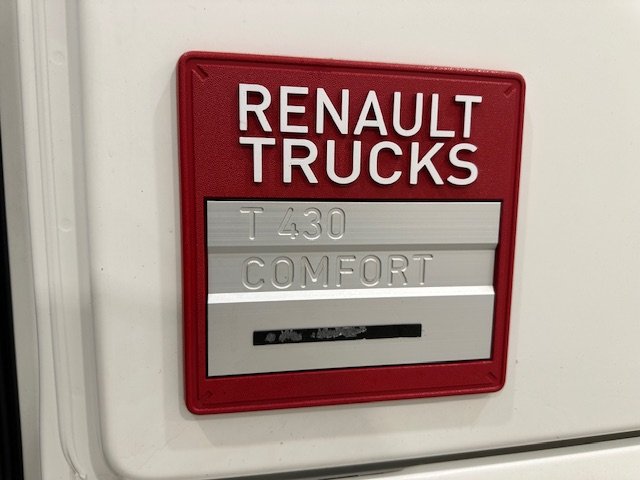 RENAULT
TRUCKS
T 430
COMFORT